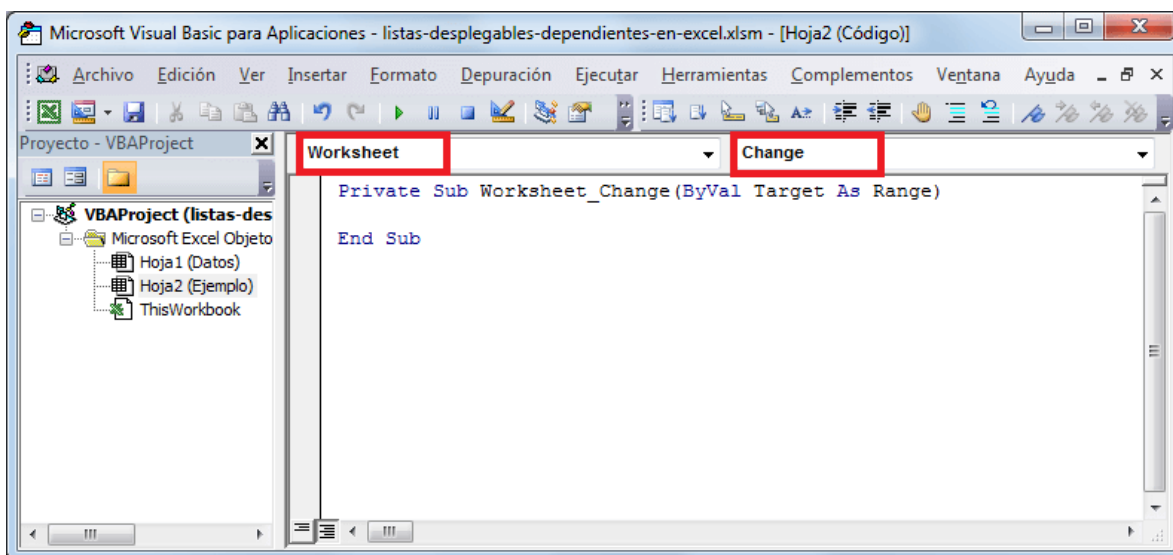 Microsoft Visual Basic para Aplicaciones - listas-desplegables-dependientes-en-excel.xlsm - [Hoja2 (Código)]
Archivo Edición Ver Insertar Formato Depuración Ejecutar Herramientas Complementos Ventana Ayuda
Proyecto - VBAProject
Worksheet Change
Private Sub Worksheet_Change(ByVal Target As Range)
End Sub
VBAProject (listas-des
Microsoft Excel Objeto
Hoja1 (Datos)
Hoja2 (Ejemplo)
ThisWorkbook